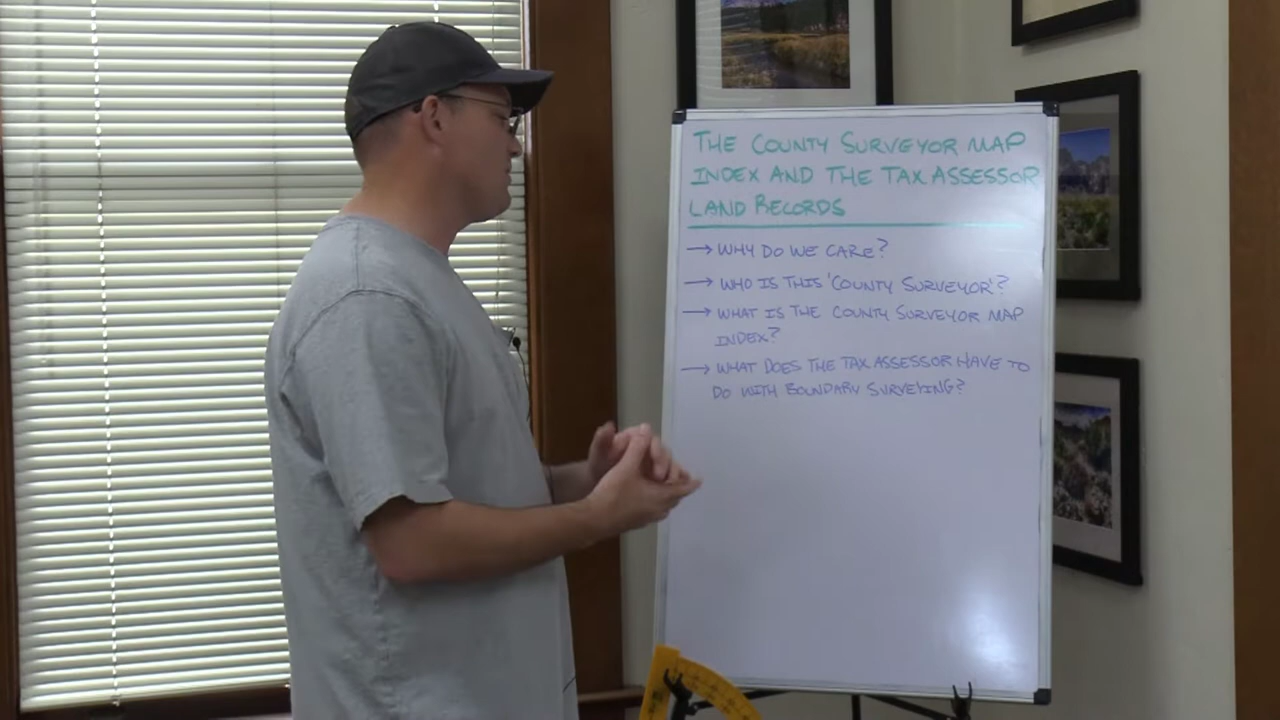 THE COUNTY SURVEYOR MAP
INDEX AND THE TAX ASSESSOR
LAND RECORDS
→ WHY DO WE CARE?
→ WHO IS THIS 'COUNTY SURVEYOR'?
→ WHAT IS THE COUNTY SURVEYOR MAP
INDEX?
→ WHAT DOES THE TAX ASSESSOR HAVE TO
DO WITH BOUNDARY SURVEYING?